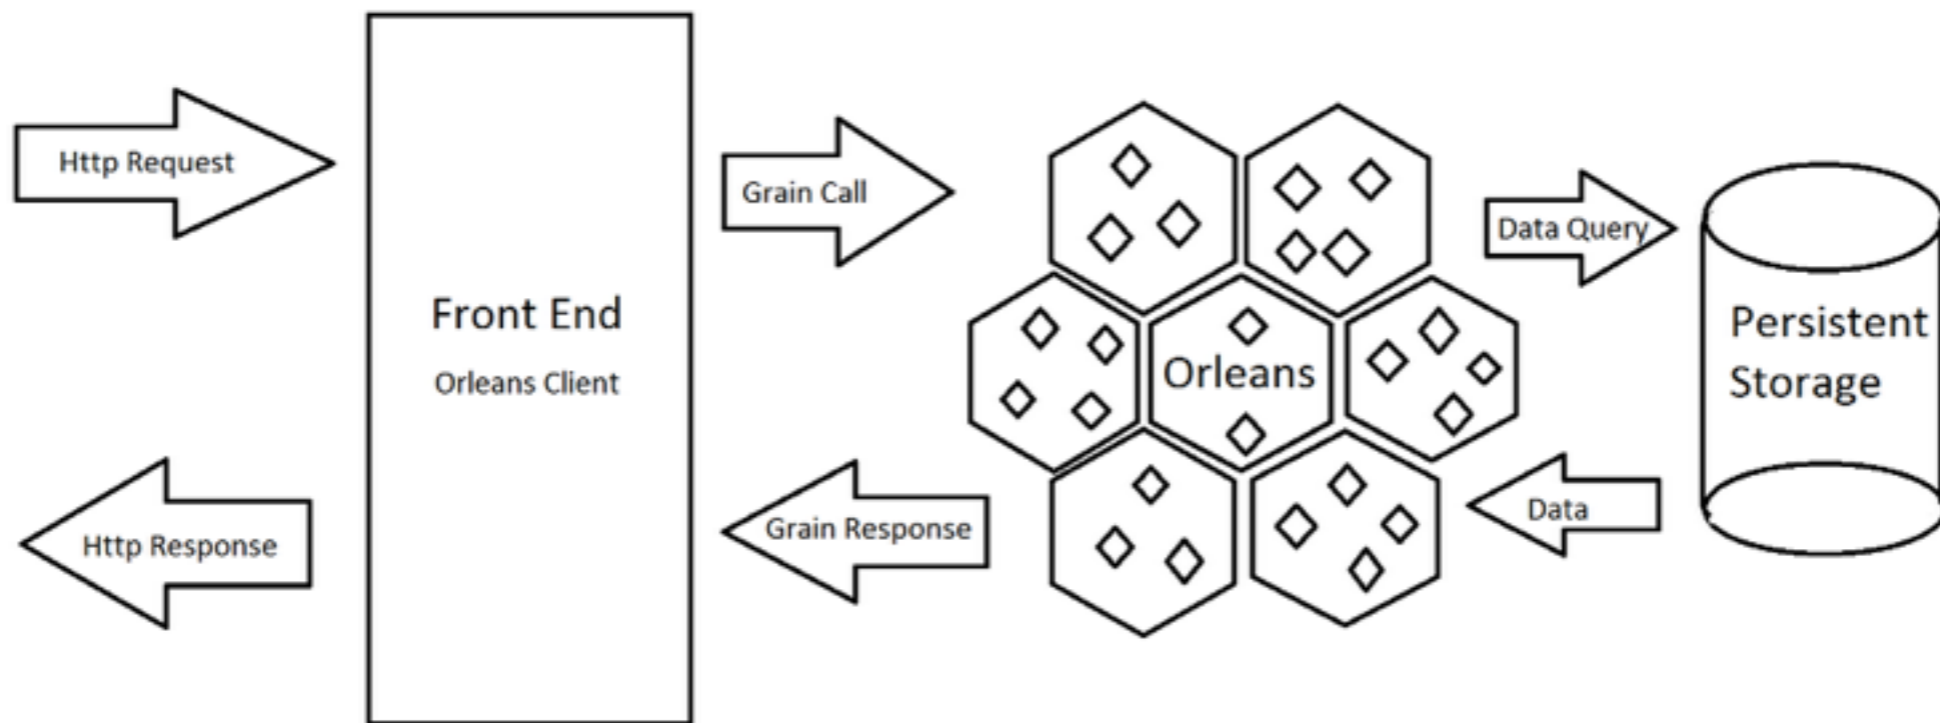 Http Request
Grain Call
Data Query
Front End
Orleans Client
Orleans
Persistent
Storage
Http Response
Grain Response
Data